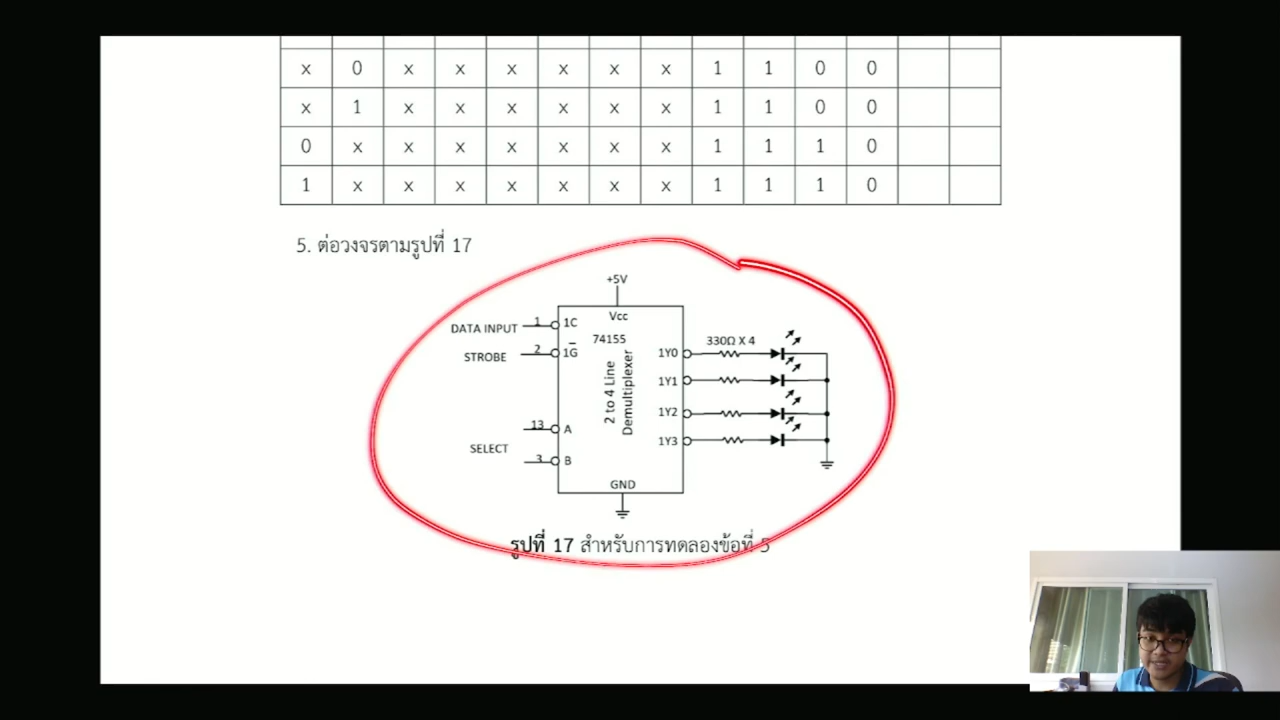 x 0 x x x x x x 1 1 0 0
x 1 x x x x x x 1 1 0 0
0 x x x x x x x 1 1 1 0
1 x x x x x x x 1 1 1 0
5. ต่อวงจรตามรูปที่ 17
+5V
Vcc
DATA INPUT 1 1C
74155
STROBE 2 1G̅
330Ω X 4
1Y0
1Y1
2 to 4 Line
Demultiplexer
1Y2
13 A
1Y3
SELECT
3 B
GND
รูปที่ 17 สำหรับการทดลองข้อที่ 5